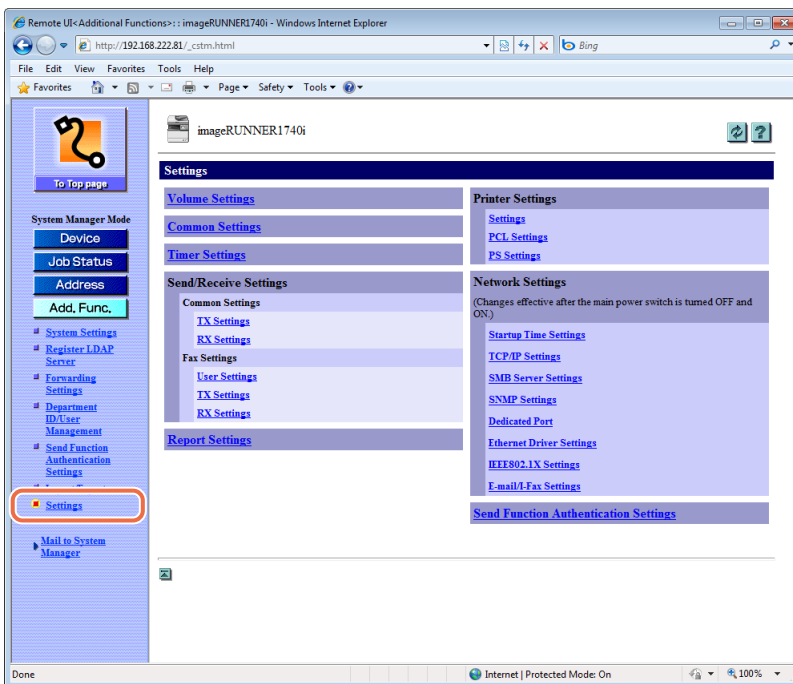 Remote UI<Additional Functions>: : imageRUNNER1740i - Windows Internet Explorer
http://192.168.222.81/_cstm.html
Bing
File Edit View Favorites Tools Help
Favorites Page Safety Tools
To Top page
System Manager Mode
Device
Job Status
Address
Add. Func.
System Settings
Register LDAP
Server
Forwarding
Settings
Department
ID/User
Management
Send Function
Authentication
Settings
Settings
Mail to System
Manager
imageRUNNER1740i
Settings
Volume Settings
Common Settings
Timer Settings
Send/Receive Settings
Common Settings
TX Settings
RX Settings
Fax Settings
User Settings
TX Settings
RX Settings
Report Settings
Printer Settings
Settings
PCL Settings
PS Settings
Network Settings
(Changes effective after the main power switch is turned OFF and
ON.)
Startup Time Settings
TCP/IP Settings
SMB Server Settings
SNMP Settings
Dedicated Port
Ethernet Driver Settings
IEEE802.1X Settings
E-mail/I-Fax Settings
Send Function Authentication Settings
Done
Internet | Protected Mode: On
100%